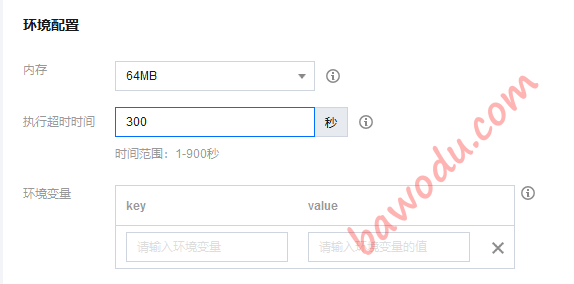 环境配置
内存 64MB
执行超时时间 300 秒
时间范围：1-900秒
环境变量
key value
请输入环境变量 请输入环境变量的值
bawodu.com